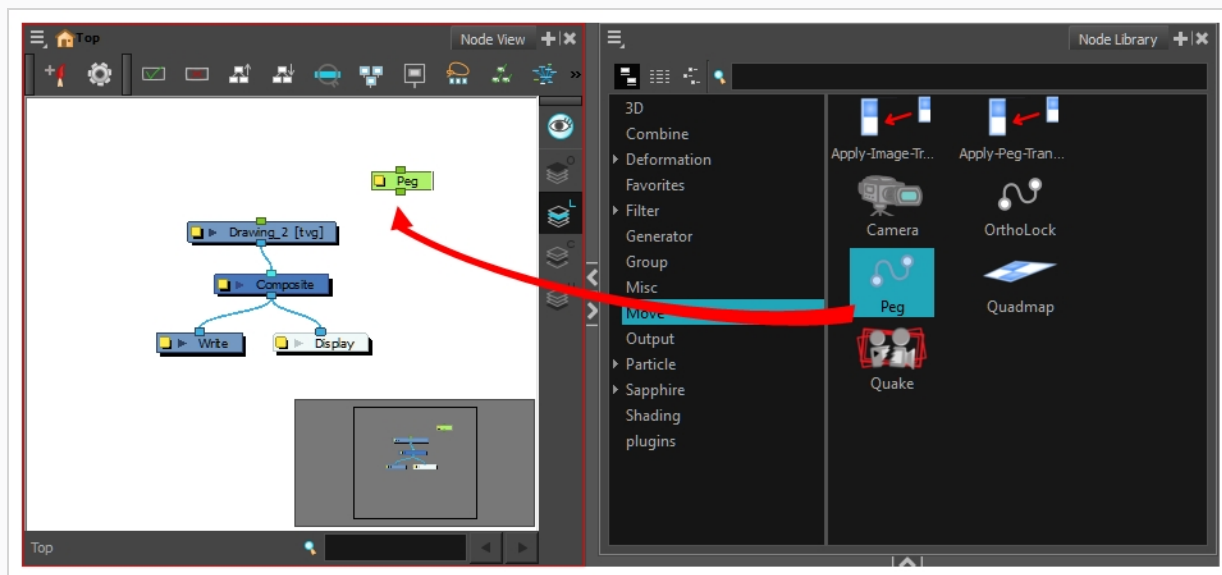 Top
Node View
Peg
Drawing_2 [tvg]
Composite
Write
Display
Top
O
L
C
Node Library
3D
Combine
Deformation
Favorites
Filter
Generator
Group
Misc
Move
Output
Particle
Sapphire
Shading
plugins
Apply-Image-Tr...
Apply-Peg-Tran...
Camera
OrthoLock
Peg
Quadmap
Quake